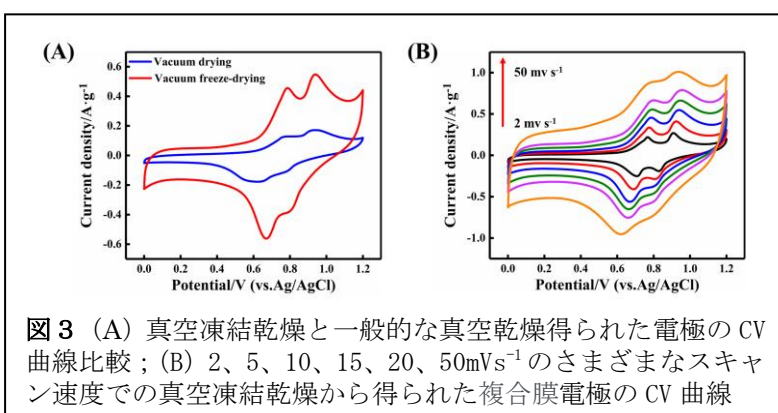 (A)
Vacuum drying
Vacuum freeze-drying
Current density/A·g⁻¹
0.6
0.4
0.2
0.0
-0.2
-0.4
-0.6
0.0 0.2 0.4 0.6 0.8 1.0 1.2
Potential/V (vs.Ag/AgCl)
(B)
50 mv s⁻¹
2 mv s⁻¹
Current density/A·g⁻¹
1.0
0.5
0.0
-0.5
-1.0
0.0 0.2 0.4 0.6 0.8 1.0 1.2
Potential/V (vs.Ag/AgCl)
図3 (A) 真空凍結乾燥と一般的な真空乾燥得られた電極の CV
曲線比較；(B) 2、5、10、15、20、50mVs⁻¹のさまざまなスキャ
ン速度での真空凍結乾燥から得られた複合膜電極の CV 曲線